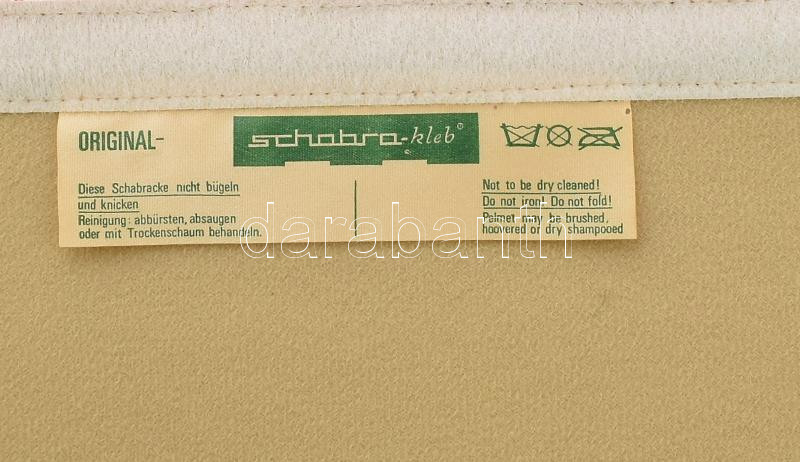 ORIGINAL-
schabra-kleb®
Diese Schabracke nicht bügeln
und knicken
Reinigung: abbürsten, absaugen
oder mit Trockenschaum behandeln.
Not to be dry cleaned!
Do not iron! Do not fold!
Pelmet may be brushed,
hoovered or dry shampooed
darabanth